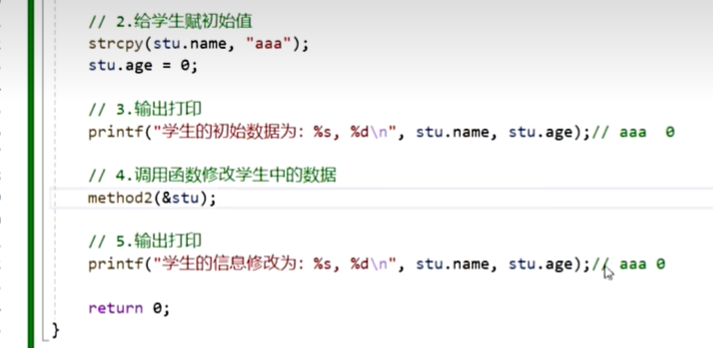 // 2.给学生赋初始值
strcpy(stu.name, "aaa");
stu.age = 0;
// 3.输出打印
printf("学生的初始数据为: %s, %d\n", stu.name, stu.age);// aaa  0
// 4.调用函数修改学生中的数据
method2(&stu);
// 5.输出打印
printf("学生的信息修改为: %s, %d\n", stu.name, stu.age);// aaa 0
return 0;
}